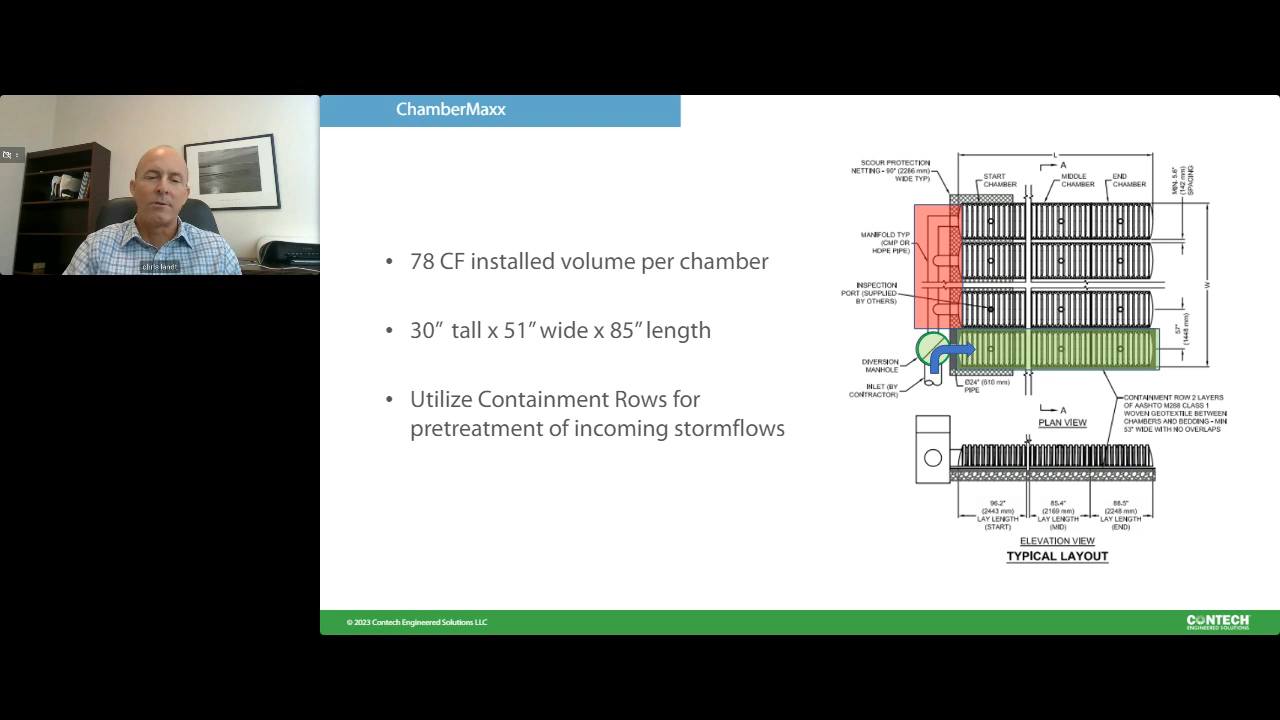 ChamberMaxx
chris landt
• 78 CF installed volume per chamber
• 30” tall x 51” wide x 85” length
• Utilize Containment Rows for
pretreatment of incoming stormflows
L
A
SCOUR PROTECTION
NETTING - 90" (2286 mm)
WIDE TYP)
START
CHAMBER
MIDDLE
CHAMBER
END
CHAMBER
MIN. 5.6"
(142 mm)
SPACING
MANIFOLD TYP
(CMP OR
HDPE PIPE)
INSPECTION
PORT (SUPPLIED
BY OTHERS)
W
57"
(1448 mm)
DIVERSION
MANHOLE
INLET (BY
CONTRACTOR)
Ø24" (610 mm)
PIPE
A
PLAN VIEW
CONTAINMENT ROW 2 LAYERS
OF AASHTO M288 CLASS 1
WOVEN GEOTEXTILE BETWEEN
CHAMBERS AND BEDDING - MIN
53" WIDE WITH NO OVERLAPS
96.2"
(2443 mm)
LAY LENGTH
(START)
85.4"
(2169 mm)
LAY LENGTH
(MID)
88.5"
(2248 mm)
LAY LENGTH
(END)
ELEVATION VIEW
TYPICAL LAYOUT
© 2023 Contech Engineered Solutions LLC
CONTECH
ENGINEERED SOLUTIONS